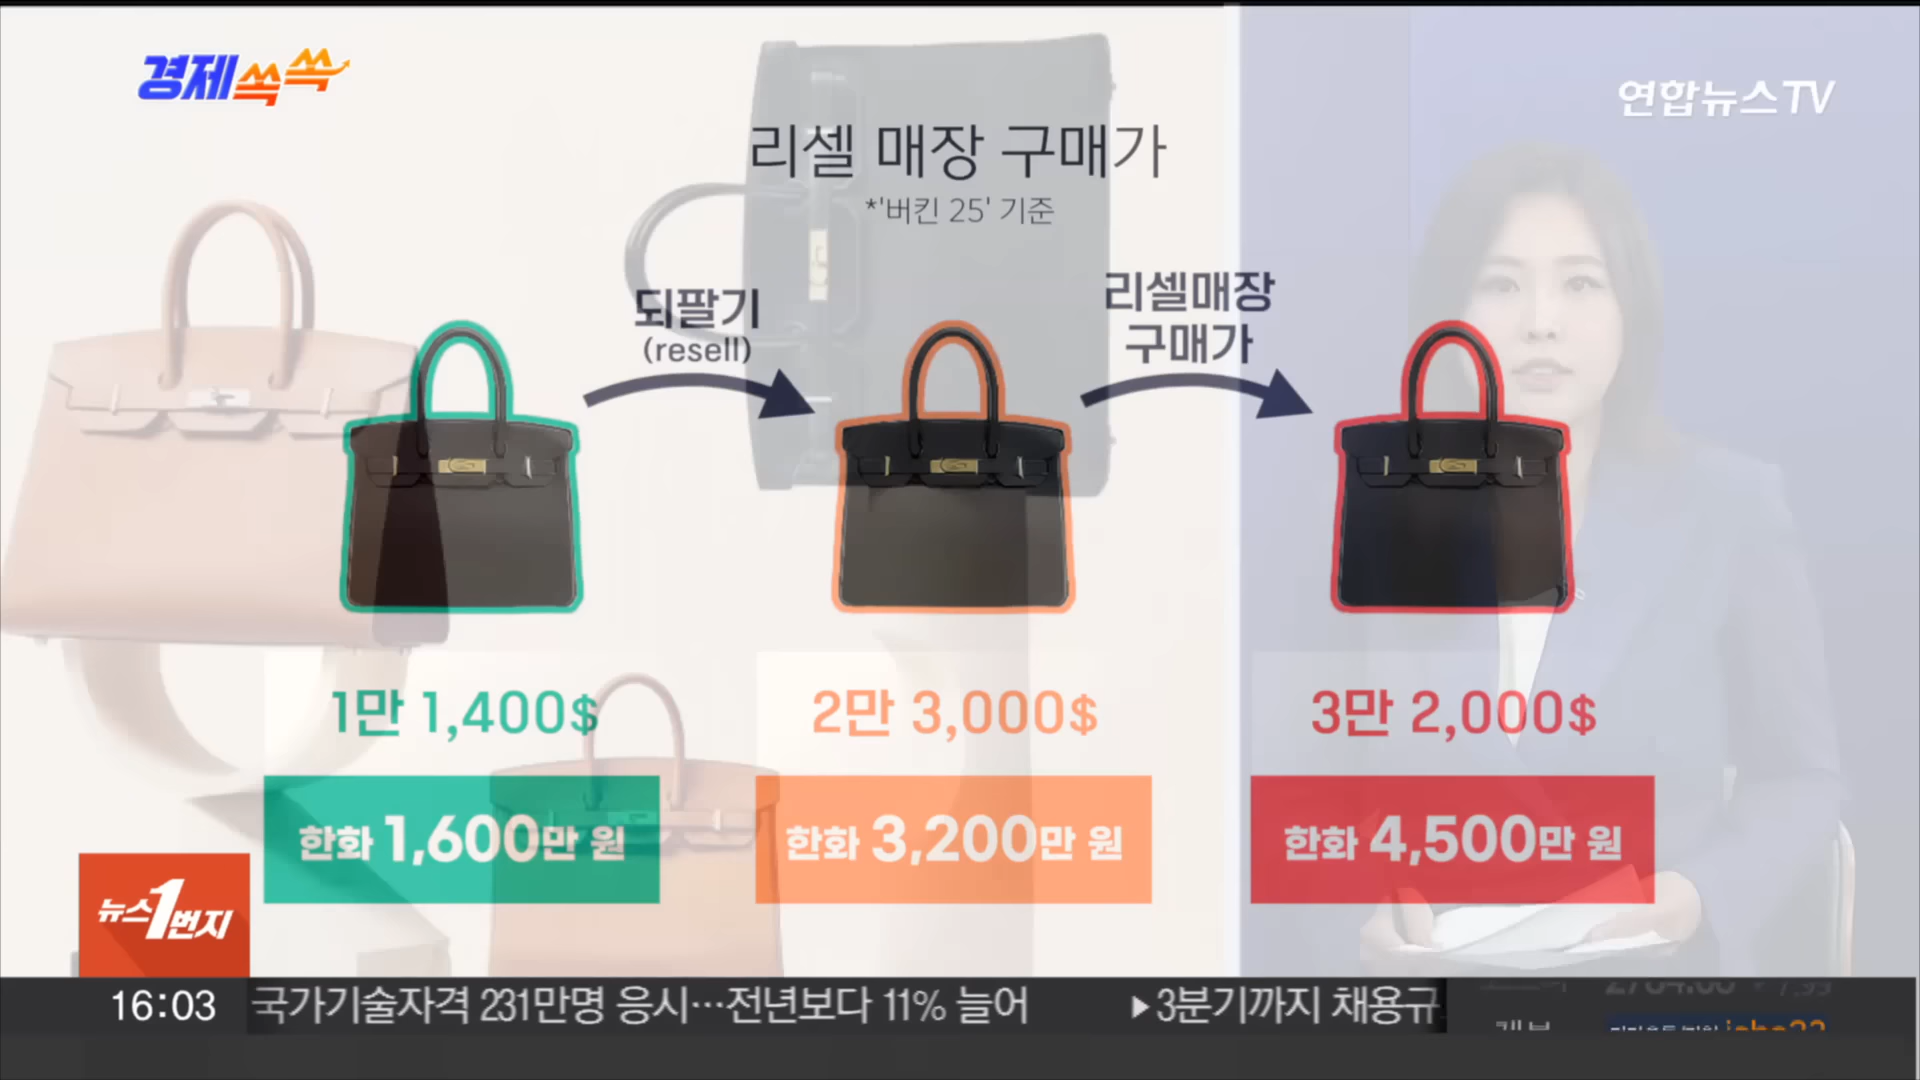 경제쏙쏙
연합뉴스TV
리셀 매장 구매가
*'버킨 25' 기준
되팔기
(resell)
리셀매장
구매가
1만 1,400$
2만 3,000$
3만 2,000$
한화 1,600만 원
한화 3,200만 원
한화 4,500만 원
뉴스1번지
16:03
국가기술자격 231만명 응시…전년보다 11% 늘어
▶3분기까지 채용규